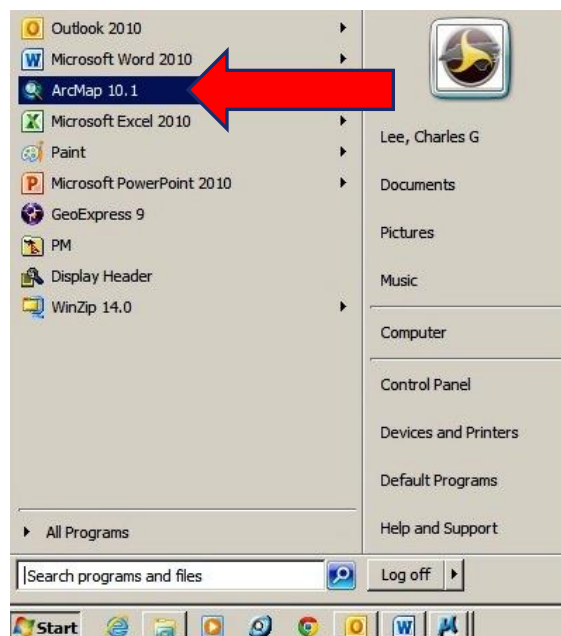 Outlook 2010
Microsoft Word 2010
ArcMap 10.1
Microsoft Excel 2010
Paint
Microsoft PowerPoint 2010
GeoExpress 9
PM
Display Header
WinZip 14.0
All Programs
Search programs and files
Lee, Charles G
Documents
Pictures
Music
Computer
Control Panel
Devices and Printers
Default Programs
Help and Support
Log off
Start